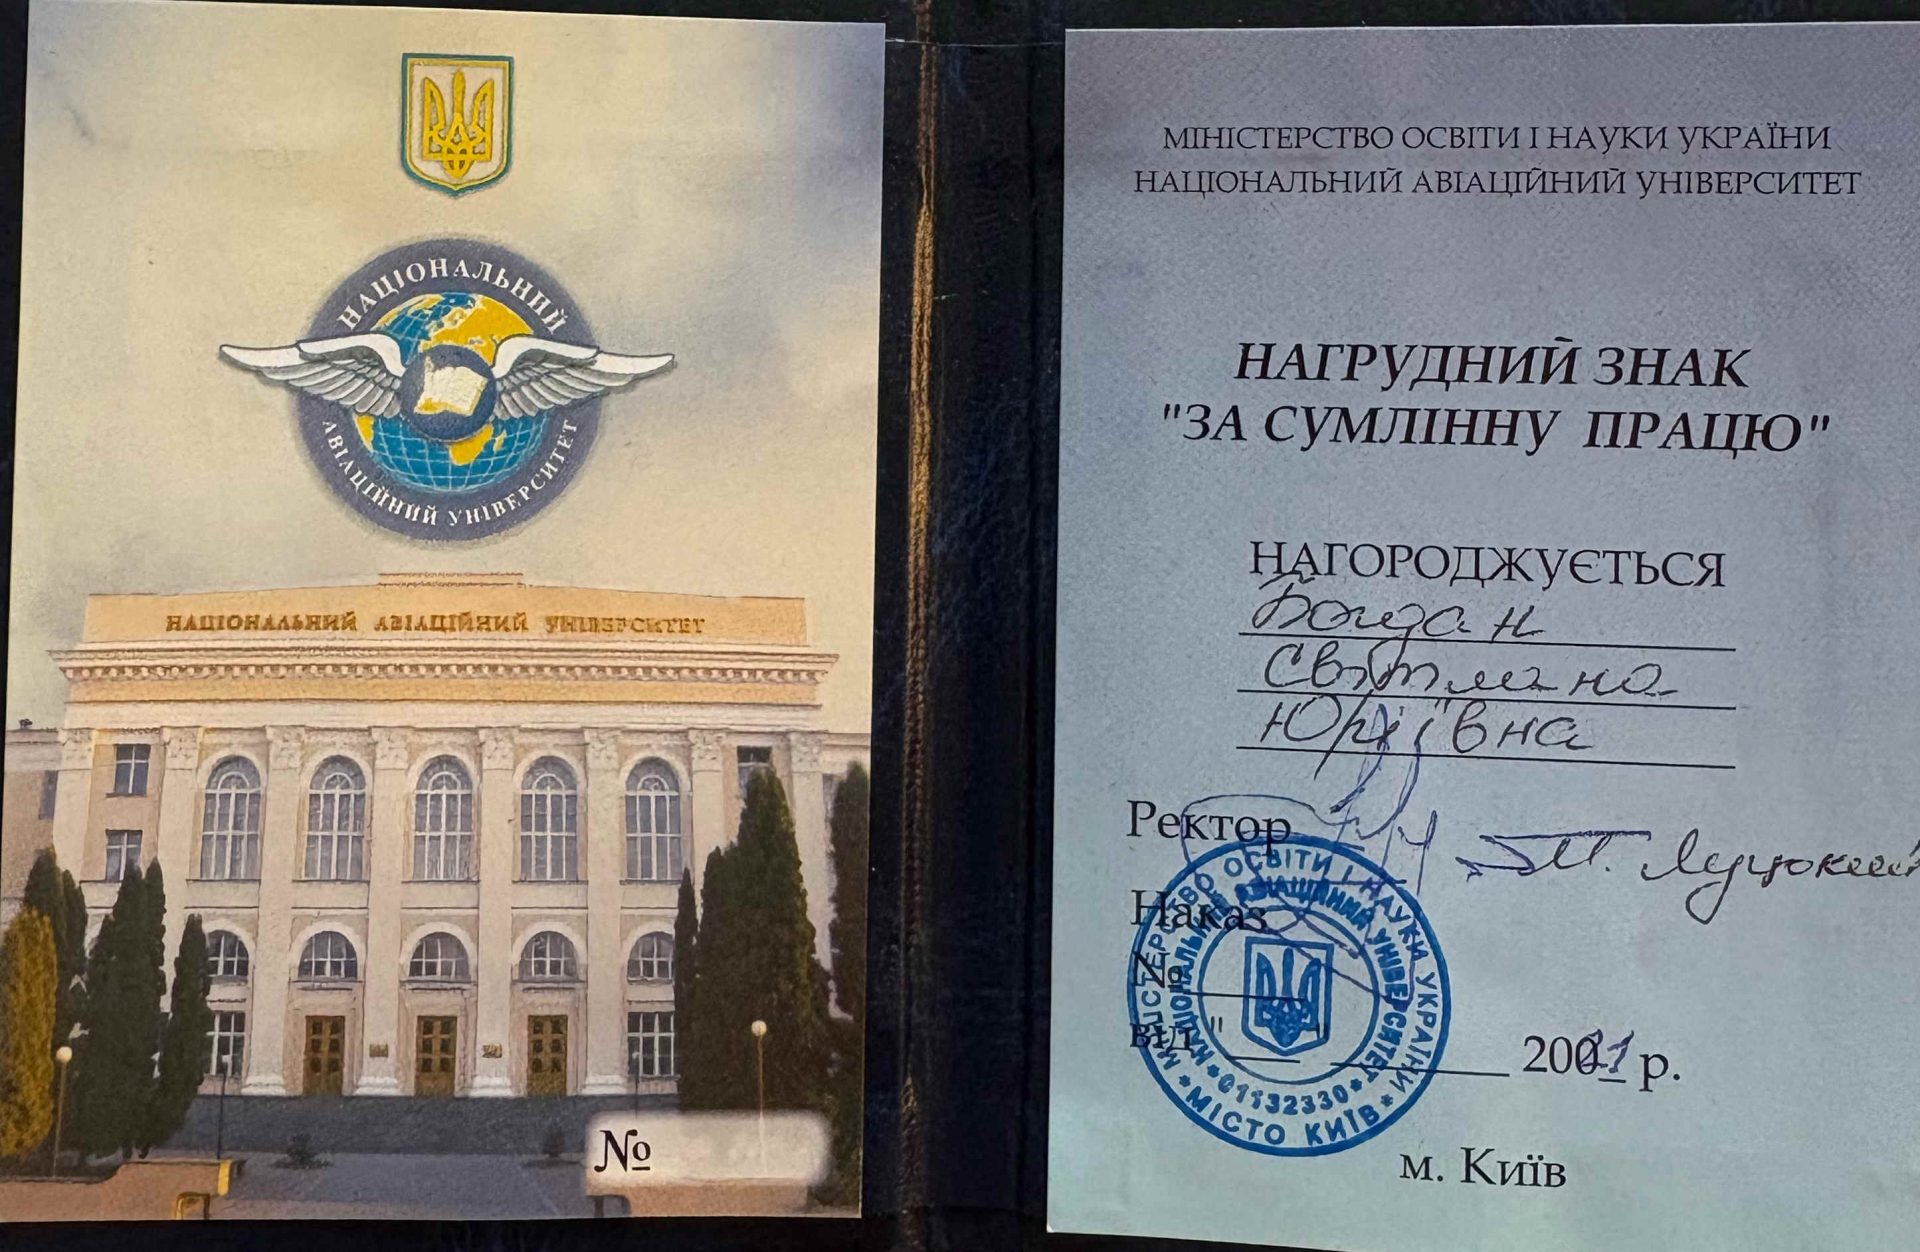 НАЦІОНАЛЬНИЙ
АВІАЦІЙНИЙ УНІВЕРСИТЕТ
НАЦІОНАЛЬНИЙ АВІАЦІЙНИЙ УНІВЕРСИТЕТ
№
МІНІСТЕРСТВО ОСВІТИ І НАУКИ УКРАЇНИ
НАЦІОНАЛЬНИЙ АВІАЦІЙНИЙ УНІВЕРСИТЕТ
НАГРУДНИЙ ЗНАК
"ЗА СУМЛІННУ ПРАЦЮ"
НАГОРОДЖУЄТЬСЯ
Богдан
Світлана
Юріївна
Ректор М. Луцький
Наказ
№
від " " 2021 р.
МІНІСТЕРСТВО ОСВІТИ І НАУКИ УКРАЇНИ * МІСТО КИЇВ *
НАЦІОНАЛЬНИЙ АВІАЦІЙНИЙ УНІВЕРСИТЕТ * 01132330 *
м. Київ